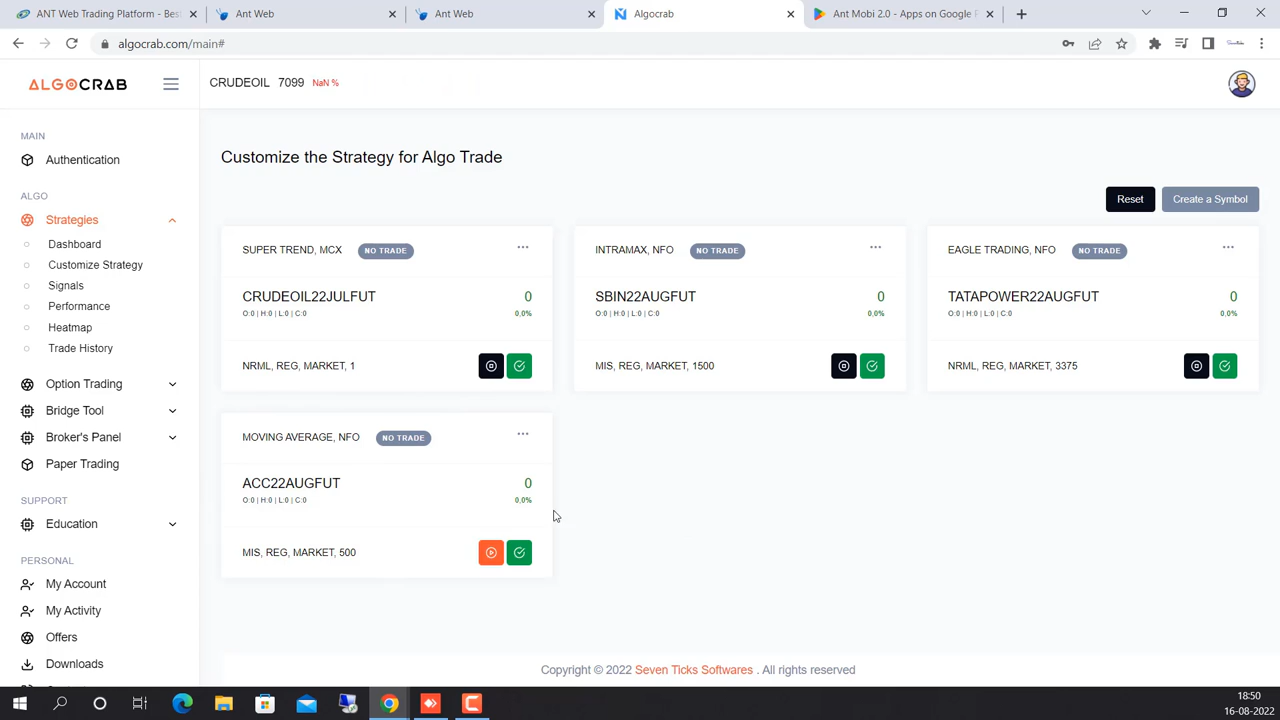 ANT Web Trading Platform - Bes
Ant Web
Ant Web
Algocrab
Ant Mobi 2.0 - Apps on Google P
algocrab.com/main#
ALGOCRAB
CRUDEOIL 7099 NaN %
MAIN
Authentication
ALGO
Strategies
Dashboard
Customize Strategy
Signals
Performance
Heatmap
Trade History
Option Trading
Bridge Tool
Broker's Panel
Paper Trading
SUPPORT
Education
PERSONAL
My Account
My Activity
Offers
Downloads
Customize the Strategy for Algo Trade
Reset Create a Symbol
SUPER TREND, MCX NO TRADE
CRUDEOIL22JULFUT 0
O:0 | H:0 | L:0 | C:0 0,0%
NRML, REG, MARKET, 1
INTRAMAX, NFO NO TRADE
SBIN22AUGFUT 0
O:0 | H:0 | L:0 | C:0 0,0%
MIS, REG, MARKET, 1500
EAGLE TRADING, NFO NO TRADE
TATAPOWER22AUGFUT 0
O:0 | H:0 | L:0 | C:0 0,0%
NRML, REG, MARKET, 3375
MOVING AVERAGE, NFO NO TRADE
ACC22AUGFUT 0
O:0 | H:0 | L:0 | C:0 0,0%
MIS, REG, MARKET, 500
Copyright © 2022 Seven Ticks Softwares . All rights reserved
18:50
16-08-2022